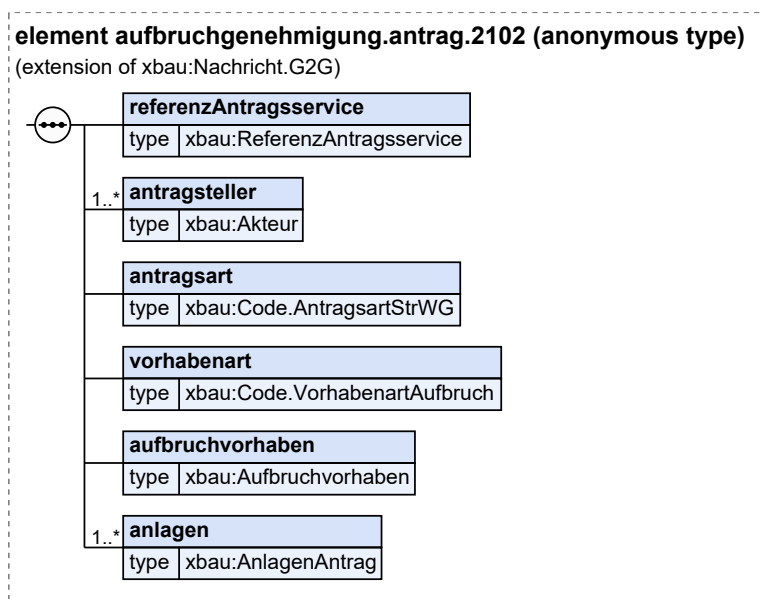 element aufbruchgenehmigung.antrag.2102 (anonymous type)
(extension of xbau:Nachricht.G2G)
referenzAntragsservice
type xbau:ReferenzAntragsservice
1..* antragsteller
type xbau:Akteur
antragsart
type xbau:Code.AntragsartStrWG
vorhabenart
type xbau:Code.VorhabenartAufbruch
aufbruchvorhaben
type xbau:Aufbruchvorhaben
1..* anlagen
type xbau:AnlagenAntrag